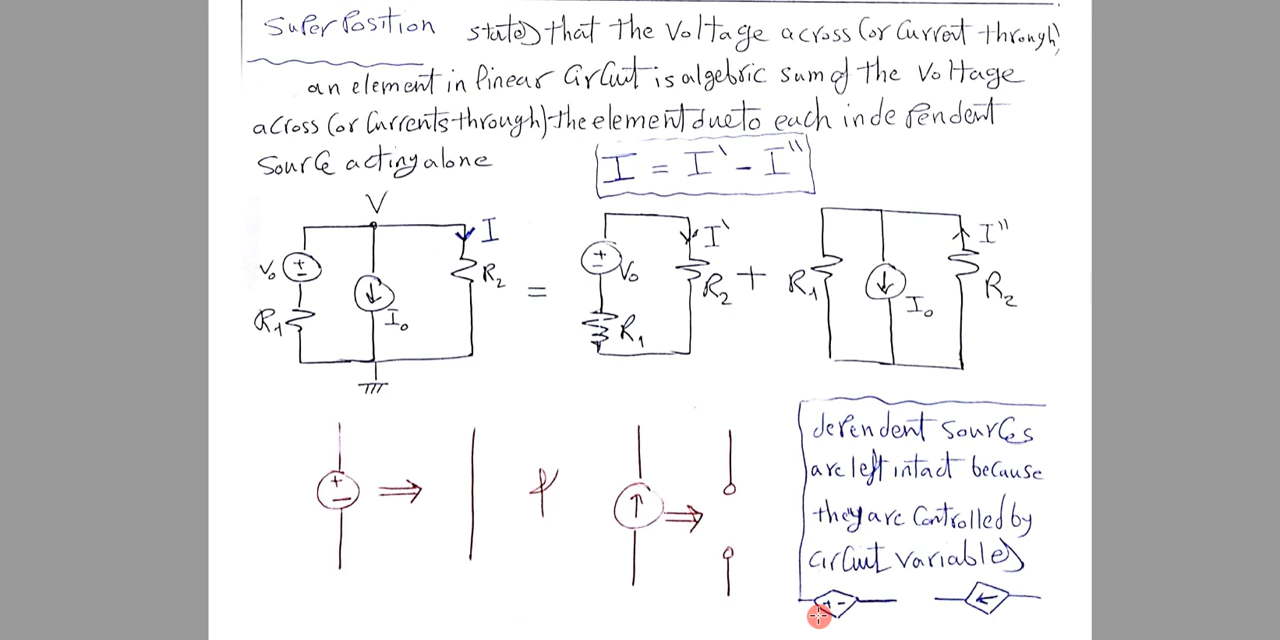 Superposition states that the Voltage across (or Current through)
an element in linear circuit is algebric sum of the Voltage
across (or Currents through) the element due to each independent
source acting alone
I = I' - I''
V
I
I'
I''
V₀
+
−
R₂
=
+
−
V₀
R₂
+
R₁
R₂
R₁
I₀
R₁
I₀
dependent sources
are left intact because
they are controlled by
circuit variables
+
−
⇒
&
↑
⇒
+ -